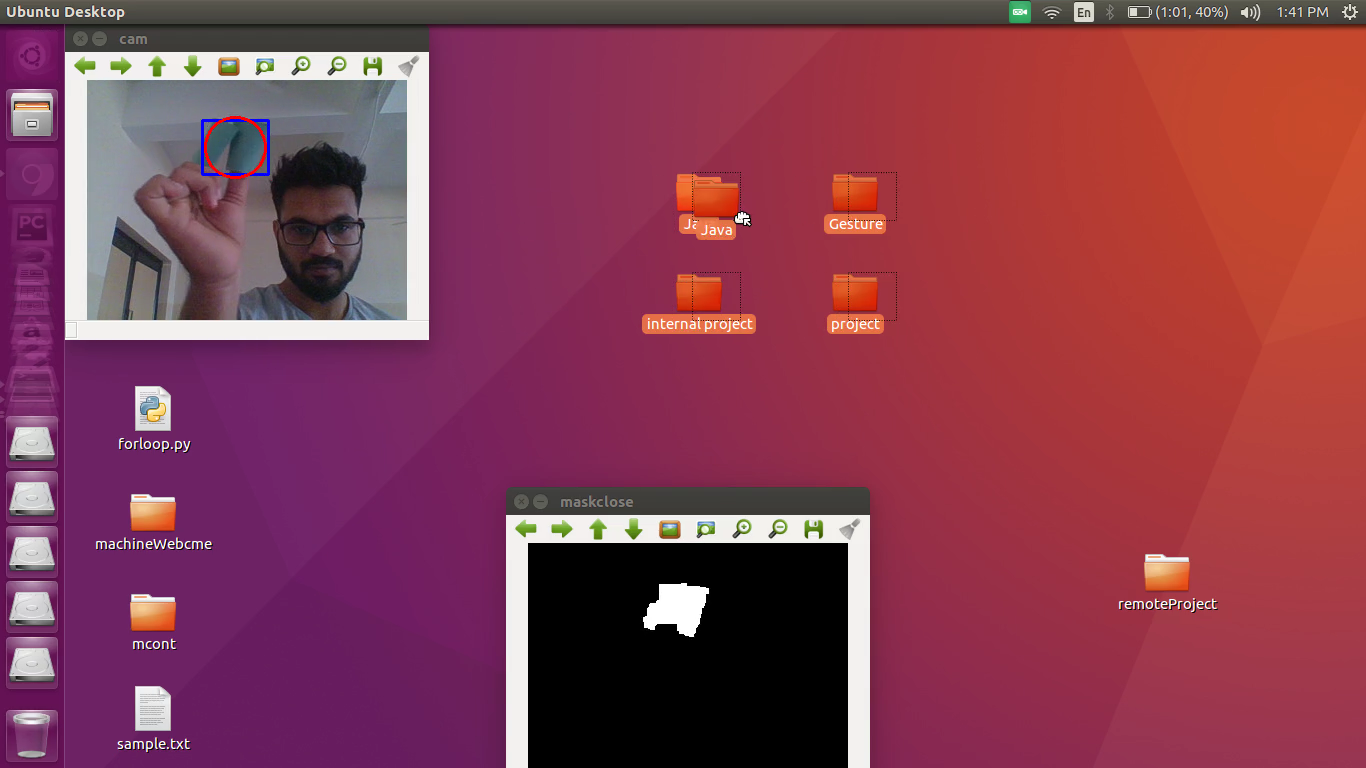 Ubuntu Desktop
En
(1:01, 40%)
1:41 PM
cam
PC
a
Ja
Java
Gesture
internal project
project
forloop.py
machineWebcme
mcont
sample.txt
maskclose
remoteProject